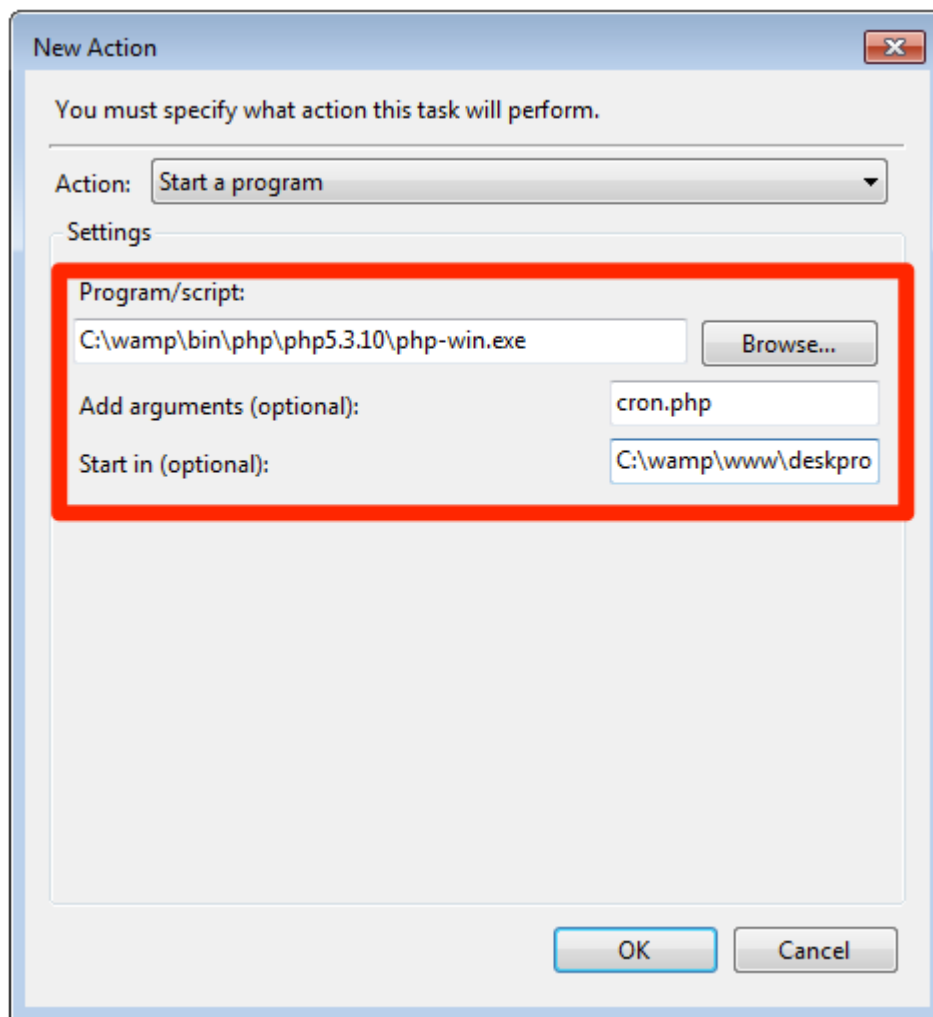 New Action
You must specify what action this task will perform.
Action: Start a program
Settings
Program/script:
C:\wamp\bin\php\php5.3.10\php-win.exe Browse...
Add arguments (optional): cron.php
Start in (optional): C:\wamp\www\deskpro
OK Cancel